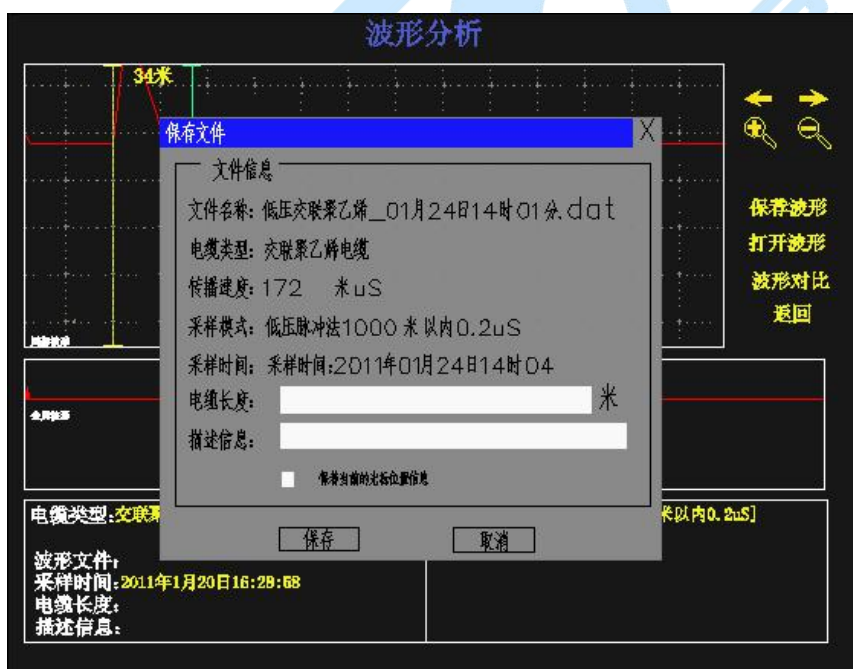 波形分析
34米
保存文件
X
文件信息
文件名称: 低压交联聚乙烯_01月24日14时01分.dat
电缆类型: 交联聚乙烯电缆
传播速度: 172 米uS
采样模式: 低压脉冲法1000米以内0.2uS
采样时间: 采样时间:2011年01月24日14时04
电缆长度: 米
描述信息:
保存当前的光标位置信息
保存 取消
保存波形
打开波形
波形对比
返回
全局波形
电缆类型:交联聚
米以内0.2uS]
波形文件:
采样时间:2011年1月20日16:29:58
电缆长度:
描述信息: